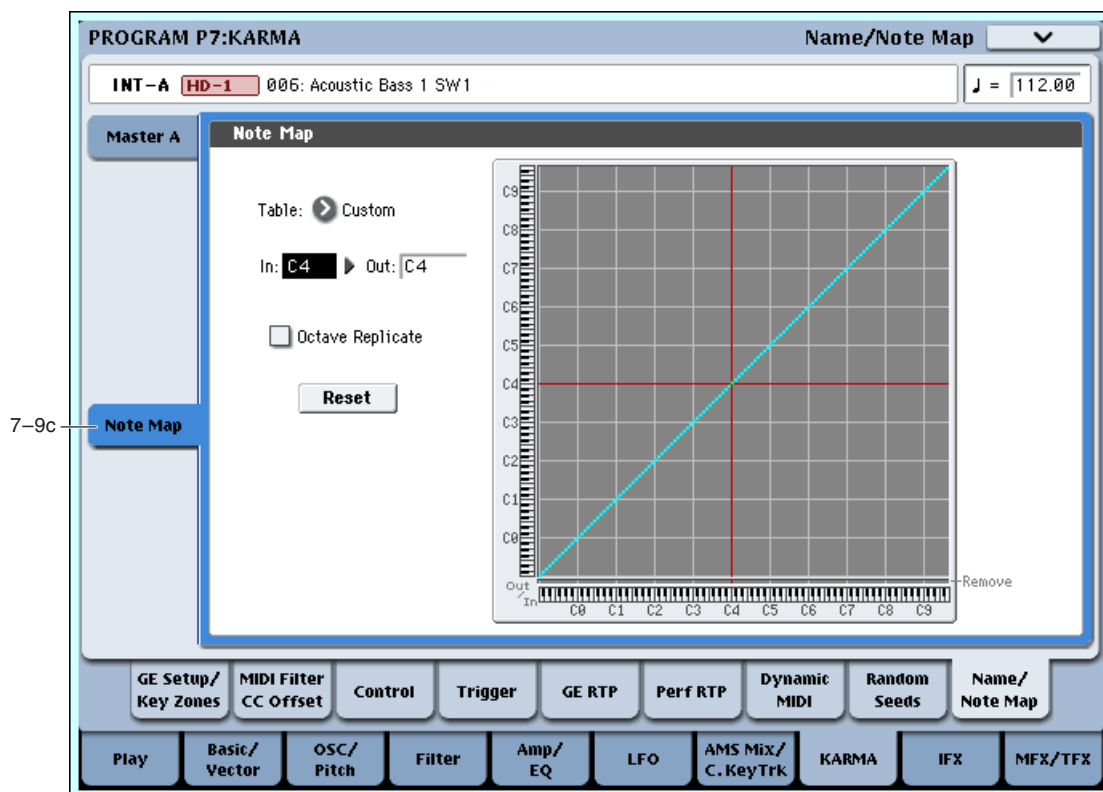 PROGRAM P7:KARMA
Name/Note Map
INT-A HD-1 006: Acoustic Bass 1 SW1
♩ = 112.00
Master A
Note Map
Table: Custom
In: C4 Out: C4
Octave Replicate
Reset
7–9c
Note Map
C9
C8
C7
C6
C5
C4
C3
C2
C1
C0
Out/In
Remove
C0 C1 C2 C3 C4 C5 C6 C7 C8 C9
GE Setup/
Key Zones
MIDI Filter
CC Offset
Control
Trigger
GE RTP
Perf RTP
Dynamic
MIDI
Random
Seeds
Name/
Note Map
Play
Basic/
Vector
OSC/
Pitch
Filter
Amp/
EQ
LFO
AMS Mix/
C.KeyTrk
KARMA
IFX
MFX/TFX